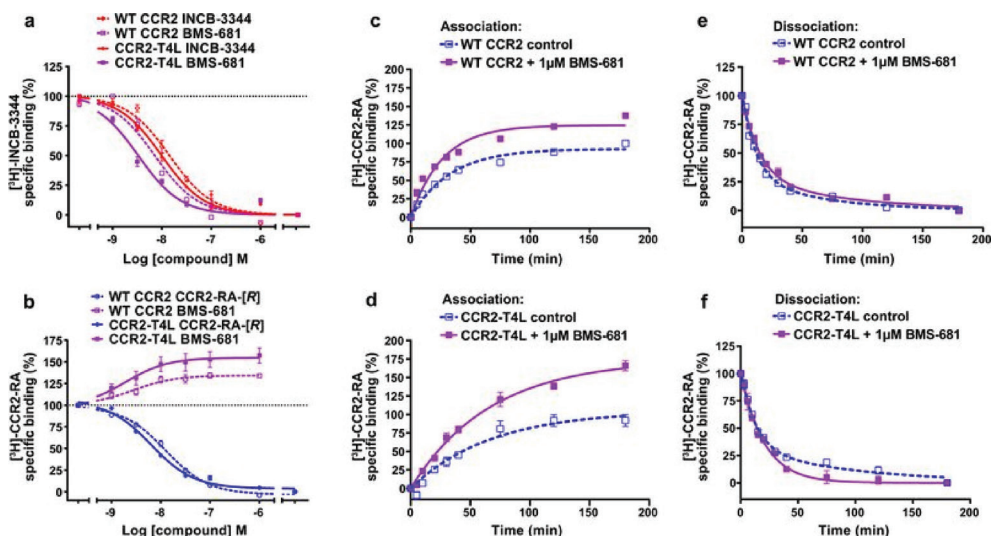 a
WT CCR2 INCB-3344
WT CCR2 BMS-681
CCR2-T4L INCB-3344
CCR2-T4L BMS-681
[³H]-INCB-3344
specific binding (%)
125
100
75
50
25
0
-9 -8 -7 -6
Log [compound] M
c
Association:
WT CCR2 control
WT CCR2 + 1μM BMS-681
[³H]-CCR2-RA
specific binding (%)
200
175
150
125
100
75
50
25
0
0 50 100 150 200
Time (min)
e
Dissociation:
WT CCR2 control
WT CCR2 + 1μM BMS-681
[³H]-CCR2-RA
specific binding (%)
125
100
75
50
25
0
0 50 100 150 200
Time (min)
b
WT CCR2 CCR2-RA-[R]
WT CCR2 BMS-681
CCR2-T4L CCR2-RA-[R]
CCR2-T4L BMS-681
[³H]-CCR2-RA
specific binding (%)
175
150
125
100
75
50
25
0
-9 -8 -7 -6
Log [compound] M
d
Association:
CCR2-T4L control
CCR2-T4L + 1μM BMS-681
[³H]-CCR2-RA
specific binding (%)
200
175
150
125
100
75
50
25
0
0 50 100 150 200
Time (min)
f
Dissociation:
CCR2-T4L control
CCR2-T4L + 1μM BMS-681
[³H]-CCR2-RA
specific binding (%)
125
100
75
50
25
0
0 50 100 150 200
Time (min)